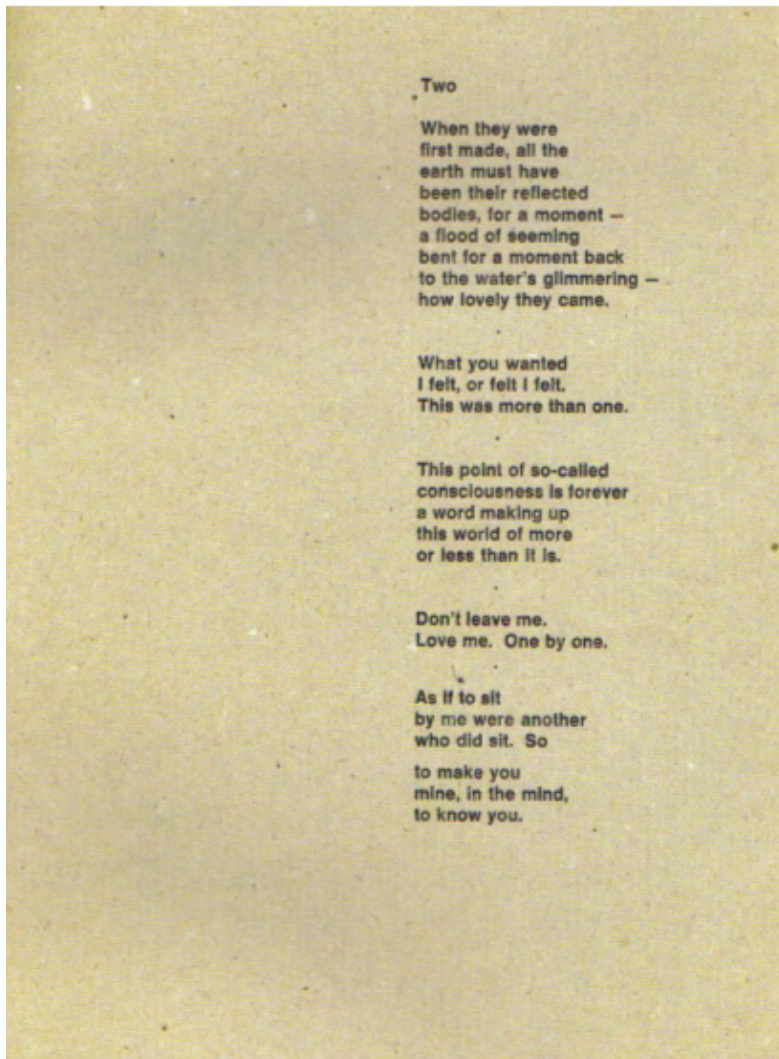 Two
When they were
first made, all the
earth must have
been their reflected
bodies, for a moment —
a flood of seeming
bent for a moment back
to the water's glimmering —
how lovely they came.
What you wanted
I felt, or felt I felt.
This was more than one.
This point of so-called
consciousness is forever
a word making up
this world of more
or less than it is.
Don't leave me.
Love me. One by one.
As if to sit
by me were another
who did sit. So
to make you
mine, in the mind,
to know you.